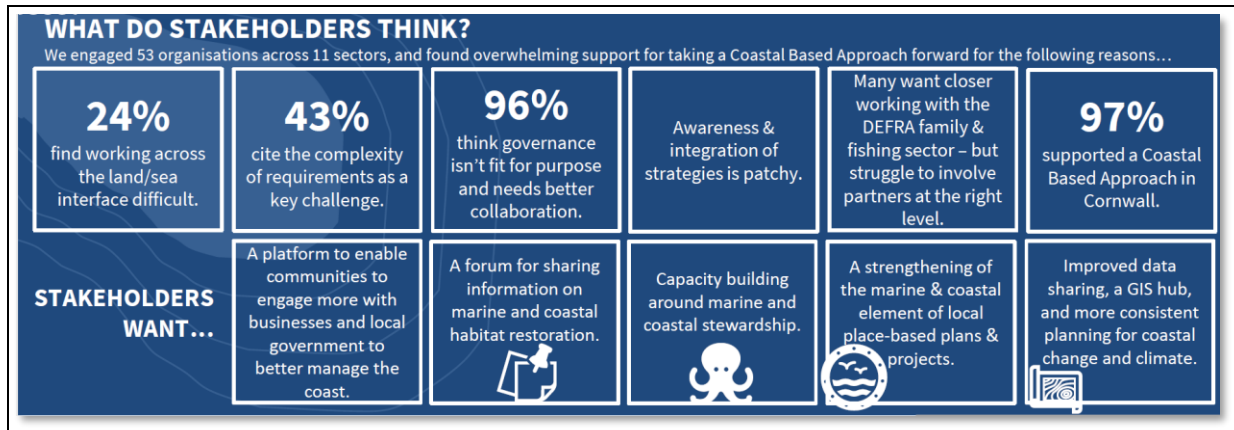 WHAT DO STAKEHOLDERS THINK?
We engaged 53 organisations across 11 sectors, and found overwhelming support for taking a Coastal Based Approach forward for the following reasons…
24%
find working across
the land/sea
interface difficult.
43%
cite the complexity
of requirements as a
key challenge.
96%
think governance
isn't fit for purpose
and needs better
collaboration.
Awareness &
integration of
strategies is patchy.
Many want closer
working with the
DEFRA family &
fishing sector – but
struggle to involve
partners at the right
level.
97%
supported a Coastal
Based Approach in
Cornwall.
STAKEHOLDERS
WANT...
A platform to enable
communities to
engage more with
businesses and local
government to
better manage the
coast.
A forum for sharing
information on
marine and coastal
habitat restoration.
Capacity building
around marine and
coastal stewardship.
A strengthening of
the marine & coastal
element of local
place-based plans &
projects.
Improved data
sharing, a GIS hub,
and more consistent
planning for coastal
change and climate.